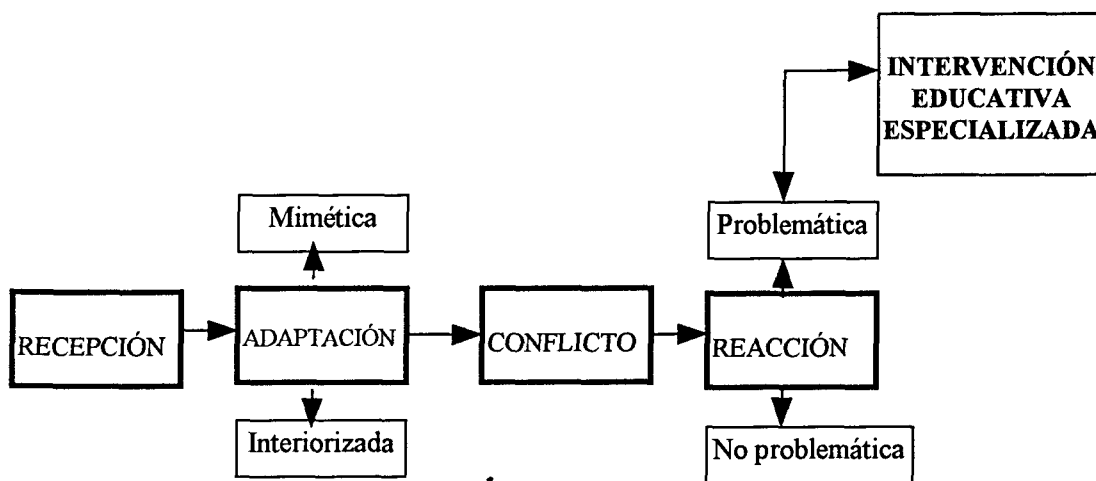 INTERVENCIÓN
EDUCATIVA
ESPECIALIZADA
Mimética
Problemática
RECEPCIÓN
ADAPTACIÓN
CONFLICTO
REACCIÓN
Interiorizada
No problemática